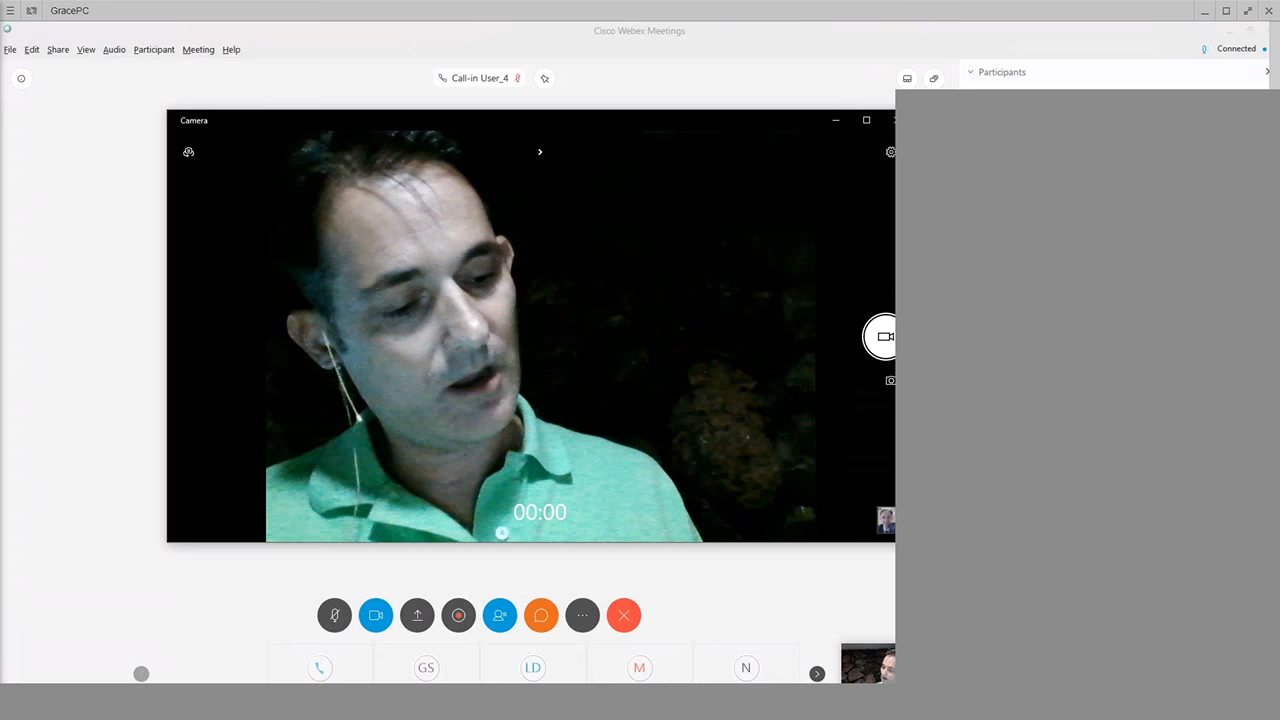 GracePC
Cisco Webex Meetings
File Edit Share View Audio Participant Meeting Help
Connected
Call-in User_4
Participants
Camera
00:00
GS LD M N